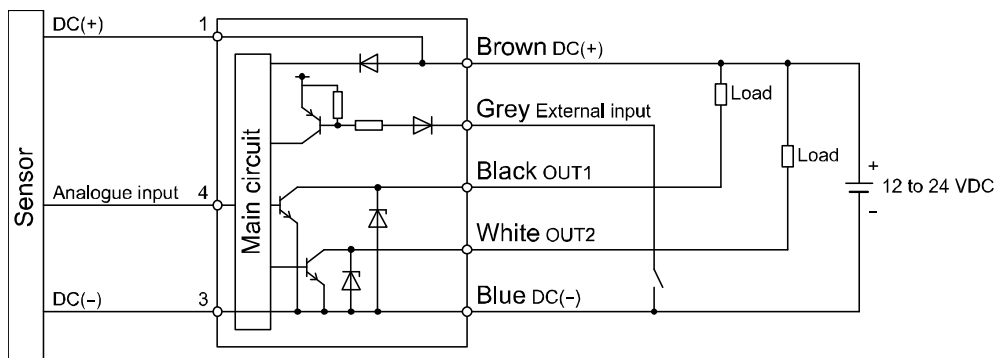 DC(+) 1
Brown DC(+)
Load
Grey External input
Load
Sensor
Main circuit
Analogue input 4
Black OUT1
+
12 to 24 VDC
−
White OUT2
DC(−) 3
Blue DC(−)